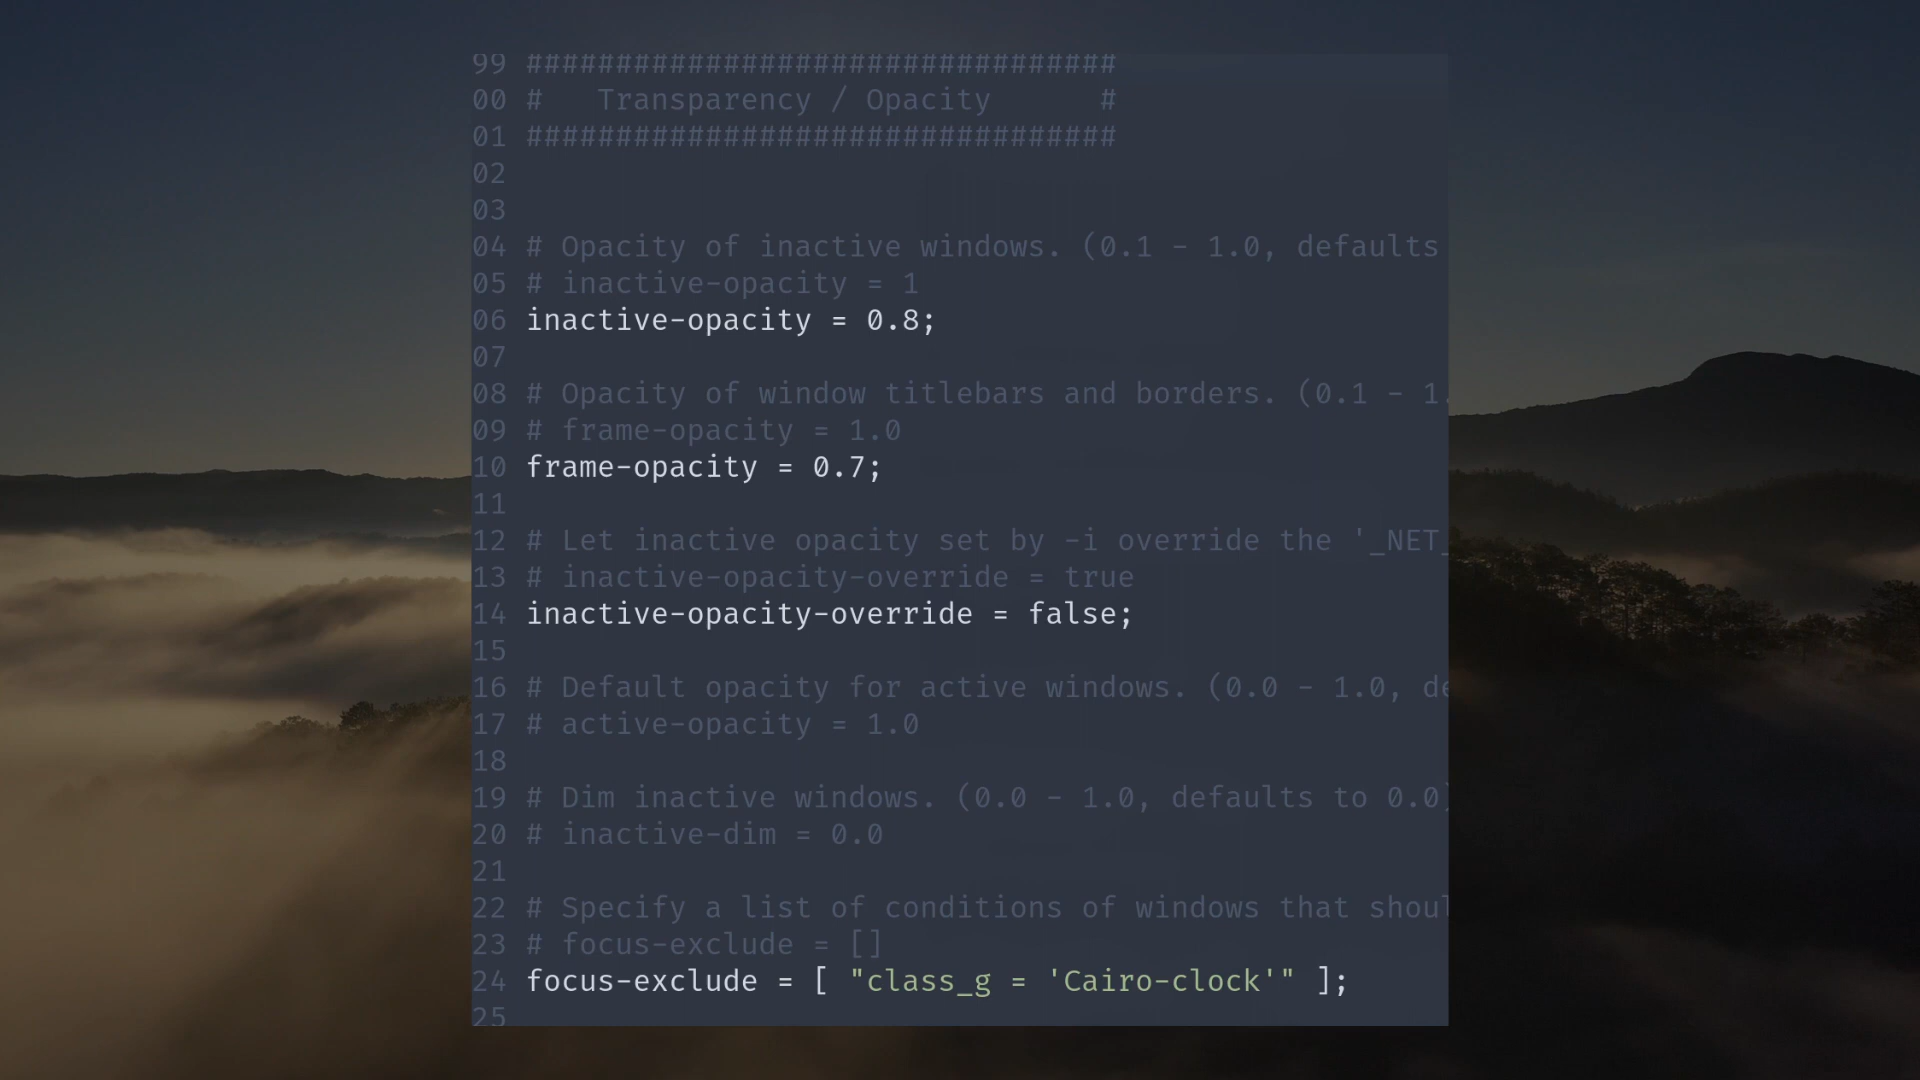 99 #################################
00 #   Transparency / Opacity      #
01 #################################
02
03
04 # Opacity of inactive windows. (0.1 - 1.0, defaults
05 # inactive-opacity = 1
06 inactive-opacity = 0.8;
07
08 # Opacity of window titlebars and borders. (0.1 - 1.
09 # frame-opacity = 1.0
10 frame-opacity = 0.7;
11
12 # Let inactive opacity set by -i override the '_NET_
13 # inactive-opacity-override = true
14 inactive-opacity-override = false;
15
16 # Default opacity for active windows. (0.0 - 1.0, de
17 # active-opacity = 1.0
18
19 # Dim inactive windows. (0.0 - 1.0, defaults to 0.0)
20 # inactive-dim = 0.0
21
22 # Specify a list of conditions of windows that shoul
23 # focus-exclude = []
24 focus-exclude = [ "class_g = 'Cairo-clock'" ];
25